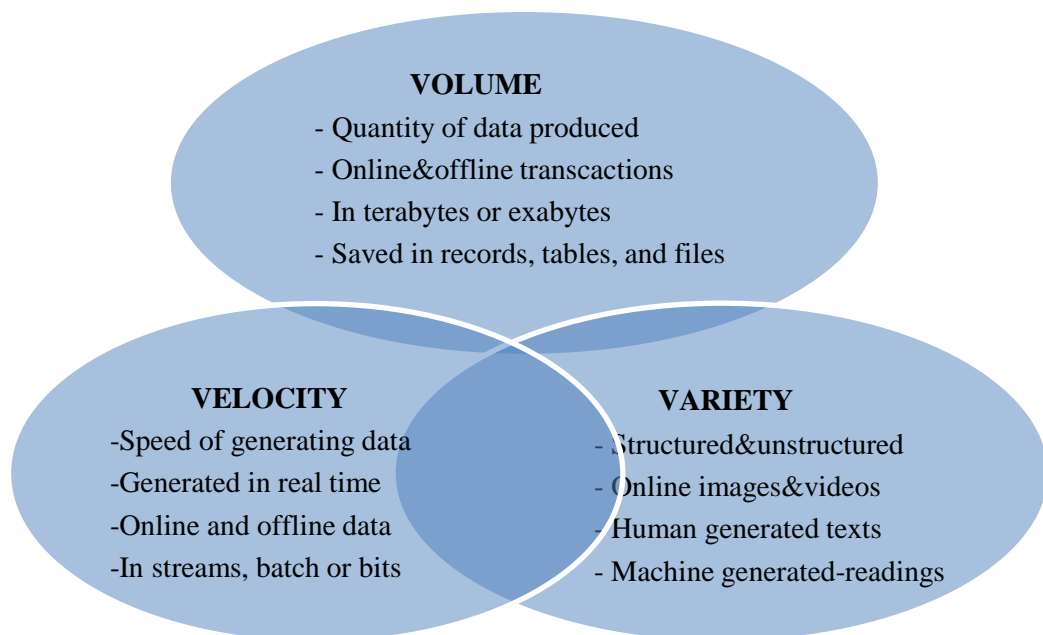 VOLUME
- Quantity of data produced
- Online&offline transcactions
- In terabytes or exabytes
- Saved in records, tables, and files
VELOCITY
-Speed of generating data
-Generated in real time
-Online and offline data
-In streams, batch or bits
VARIETY
- Structured&unstructured
- Online images&videos
- Human generated texts
- Machine generated-readings